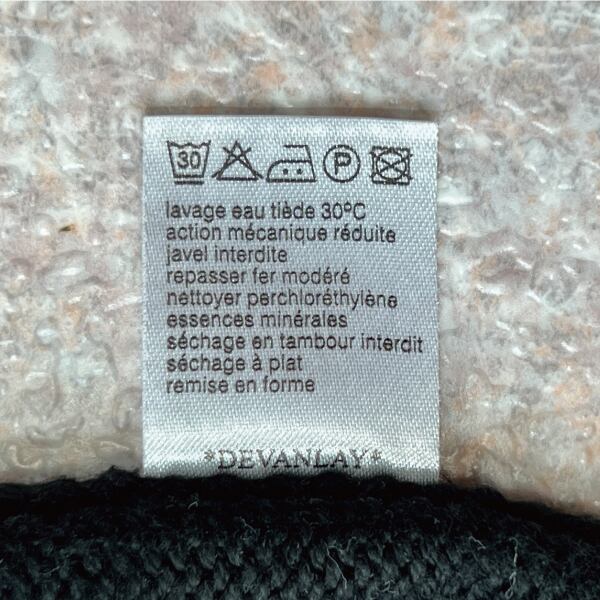 30 P
lavage eau tiède 30°C
action mécanique réduite
javel interdite
repasser fer modéré
nettoyer perchloréthylène
essences minérales
séchage en tambour interdit
séchage à plat
remise en forme
*DEVANLAY*